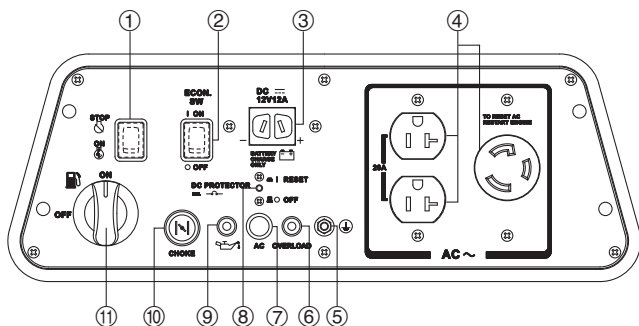 ① ② ③ ④
STOP
ON
ECON.
SW
I ON
○ OFF
DC ⎓
12V12A
− +
BATTERY
CHARGE
ONLY
DC PROTECTOR
I RESET
○ OFF
TO RESET AC
RESTART ENGINE
20A
AC ~
ON
OFF
CHOKE
AC
OVERLOAD
⑪ ⑩ ⑨ ⑧ ⑦ ⑥ ⑤